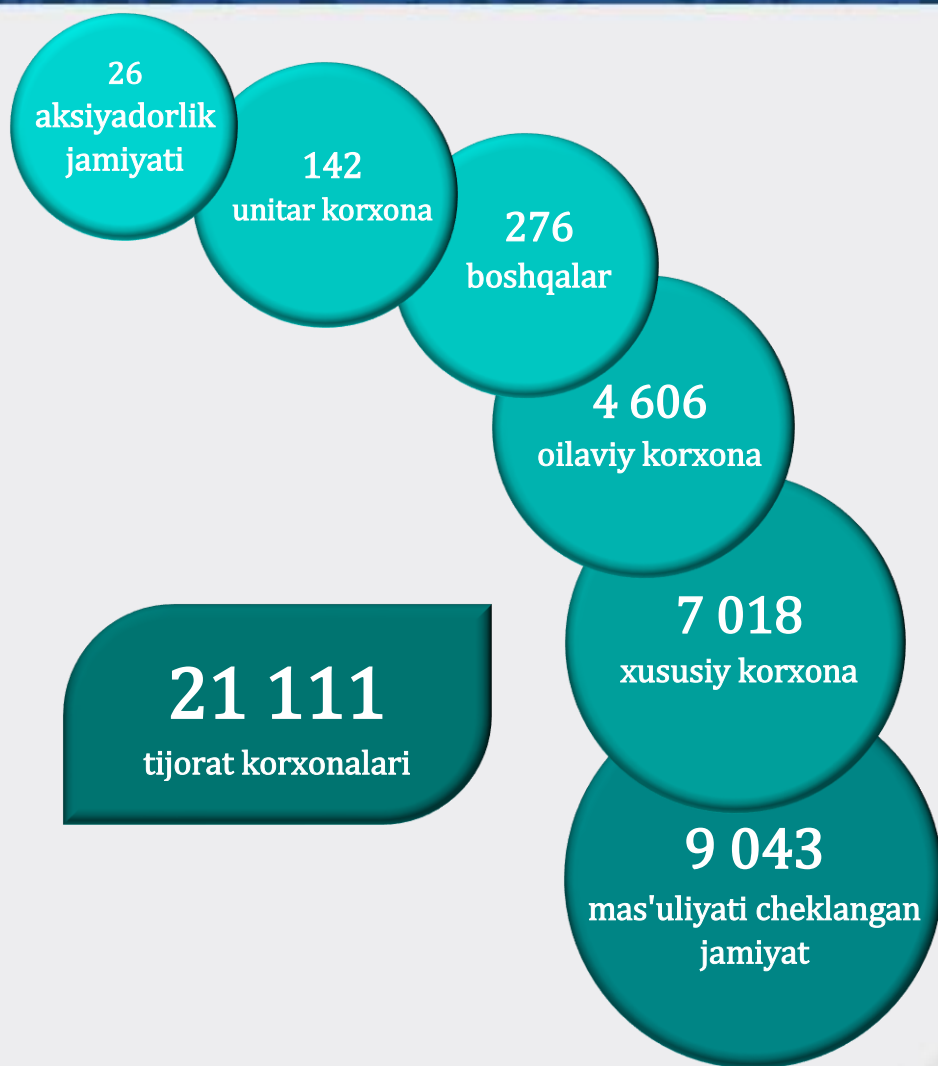 26
aksiyadorlik
jamiyati
142
unitar korxona
276
boshqalar
4 606
oilaviy korxona
7 018
xususiy korxona
21 111
tijorat korxonalari
9 043
mas'uliyati cheklangan
jamiyat